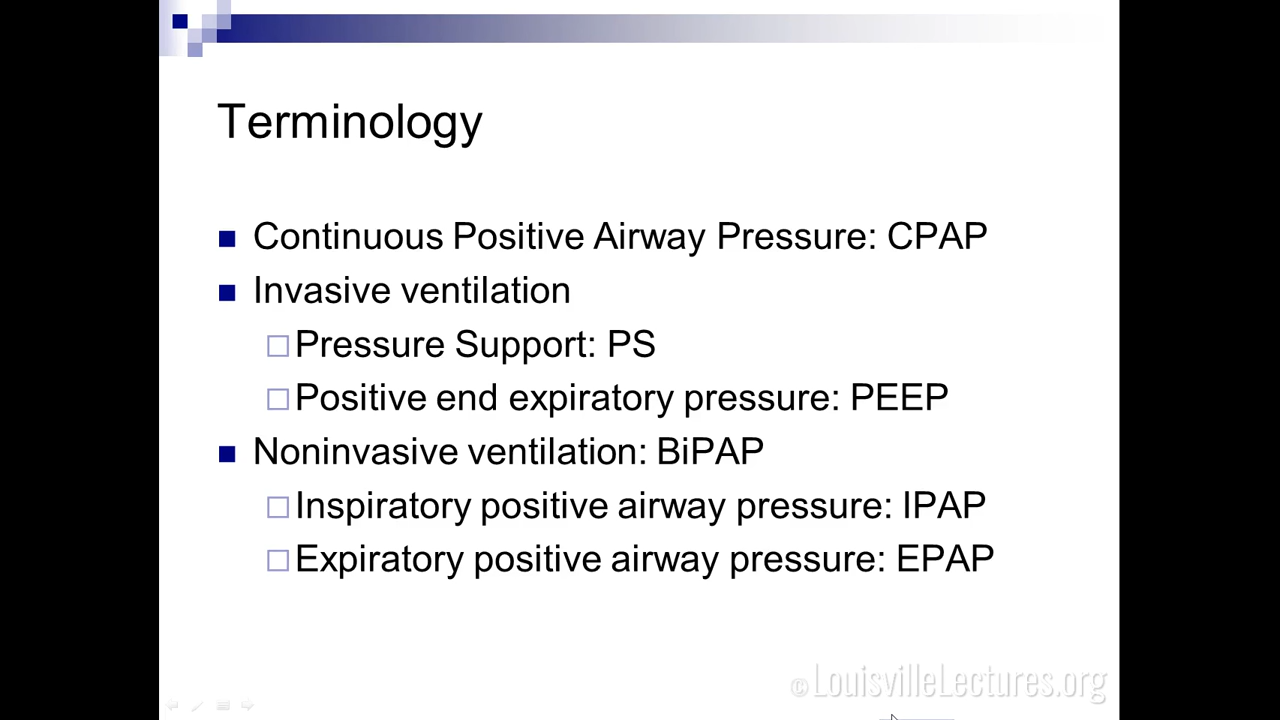 Terminology
Continuous Positive Airway Pressure: CPAP
Invasive ventilation
Pressure Support: PS
Positive end expiratory pressure: PEEP
Noninvasive ventilation: BiPAP
Inspiratory positive airway pressure: IPAP
Expiratory positive airway pressure: EPAP
©LouisvilleLectures.org